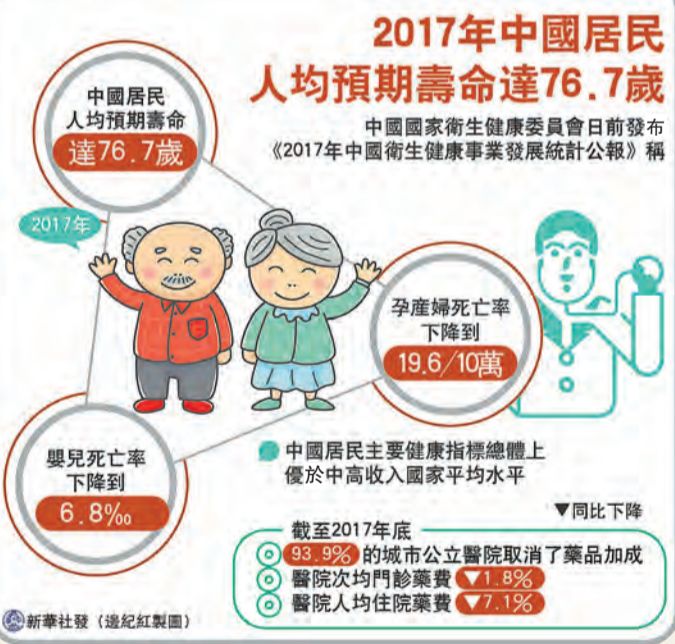 2017年中國居民
人均預期壽命達76.7歲
中國國家衛生健康委員會日前發布
《2017年中國衛生健康事業發展統計公報》稱
中國居民
人均預期壽命
達76.7歲
2017年
孕產婦死亡率
下降到
19.6/10萬
嬰兒死亡率
下降到
6.8‰
中國居民主要健康指標總體上
優於中高收入國家平均水平
▼同比下降
截至2017年底
93.9%的城市公立醫院取消了藥品加成
醫院次均門診藥費▼1.8%
醫院人均住院藥費▼7.1%
新華社發（邊紀紅製圖）